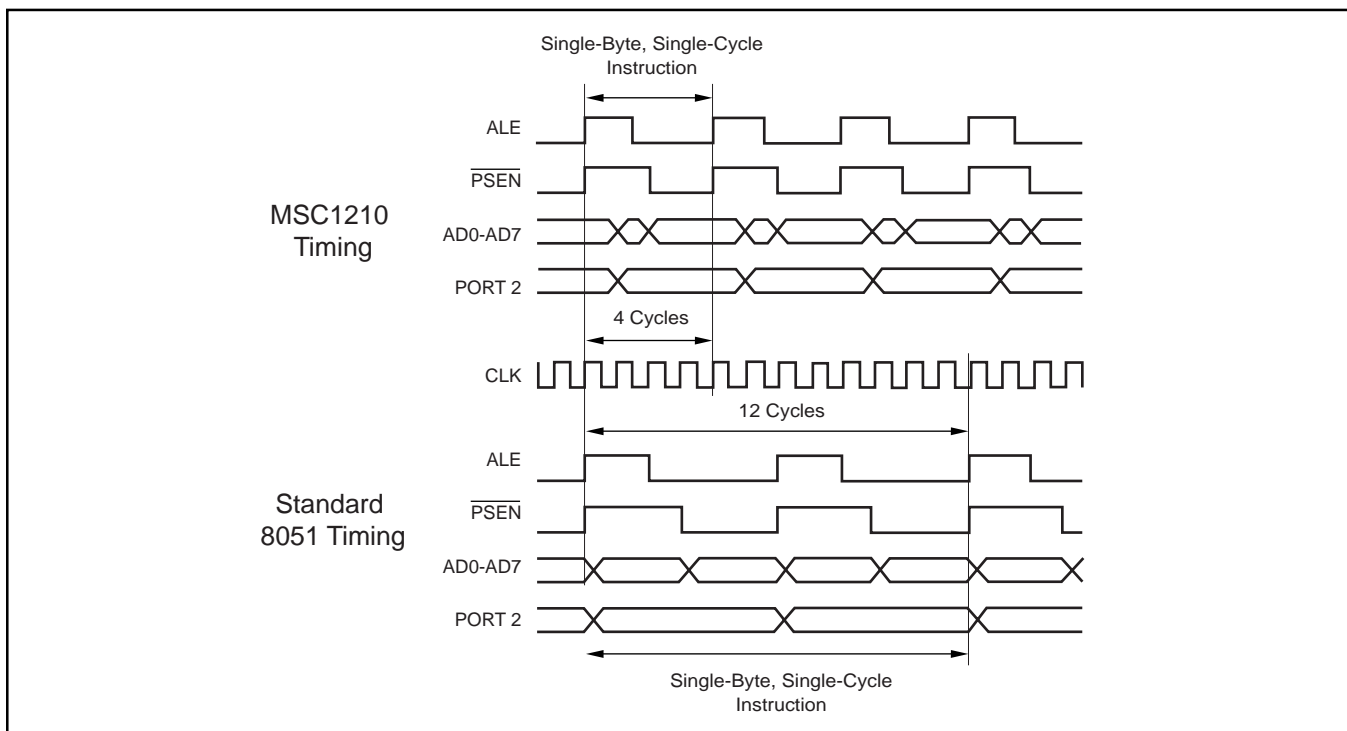 Single-Byte, Single-Cycle
Instruction
ALE
PSEN
MSC1210
Timing
AD0-AD7
PORT 2
4 Cycles
CLK
12 Cycles
ALE
Standard
8051 Timing
PSEN
AD0-AD7
PORT 2
Single-Byte, Single-Cycle
Instruction